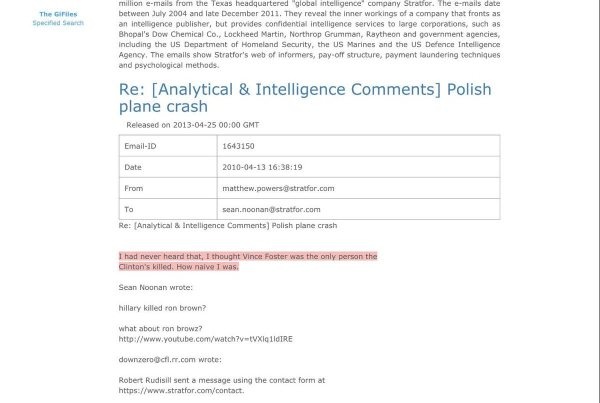 The GiFiles
Specified Search
million e-mails from the Texas headquartered "global intelligence" company Stratfor. The e-mails date
between July 2004 and late December 2011. They reveal the inner workings of a company that fronts as
an intelligence publisher, but provides confidential intelligence services to large corporations, such as
Bhopal's Dow Chemical Co., Lockheed Martin, Northrop Grumman, Raytheon and government agencies,
including the US Department of Homeland Security, the US Marines and the US Defence Intelligence
Agency. The emails show Stratfor's web of informers, pay-off structure, payment laundering techniques
and psychological methods.
Re: [Analytical & Intelligence Comments] Polish
plane crash
Released on 2013-04-25 00:00 GMT
Email-ID 1643150
Date 2010-04-13 16:38:19
From matthew.powers@stratfor.com
To sean.noonan@stratfor.com
Re: [Analytical & Intelligence Comments] Polish plane crash
I had never heard that, I thought Vince Foster was the only person the
Clinton's killed. How naive I was.
Sean Noonan wrote:
hillary killed ron brown?
what about ron browz?
http://www.youtube.com/watch?v=tVXlq1ldIRE
downzero@cfl.rr.com wrote:
Robert Rudisill sent a message using the contact form at
https://www.stratfor.com/contact.